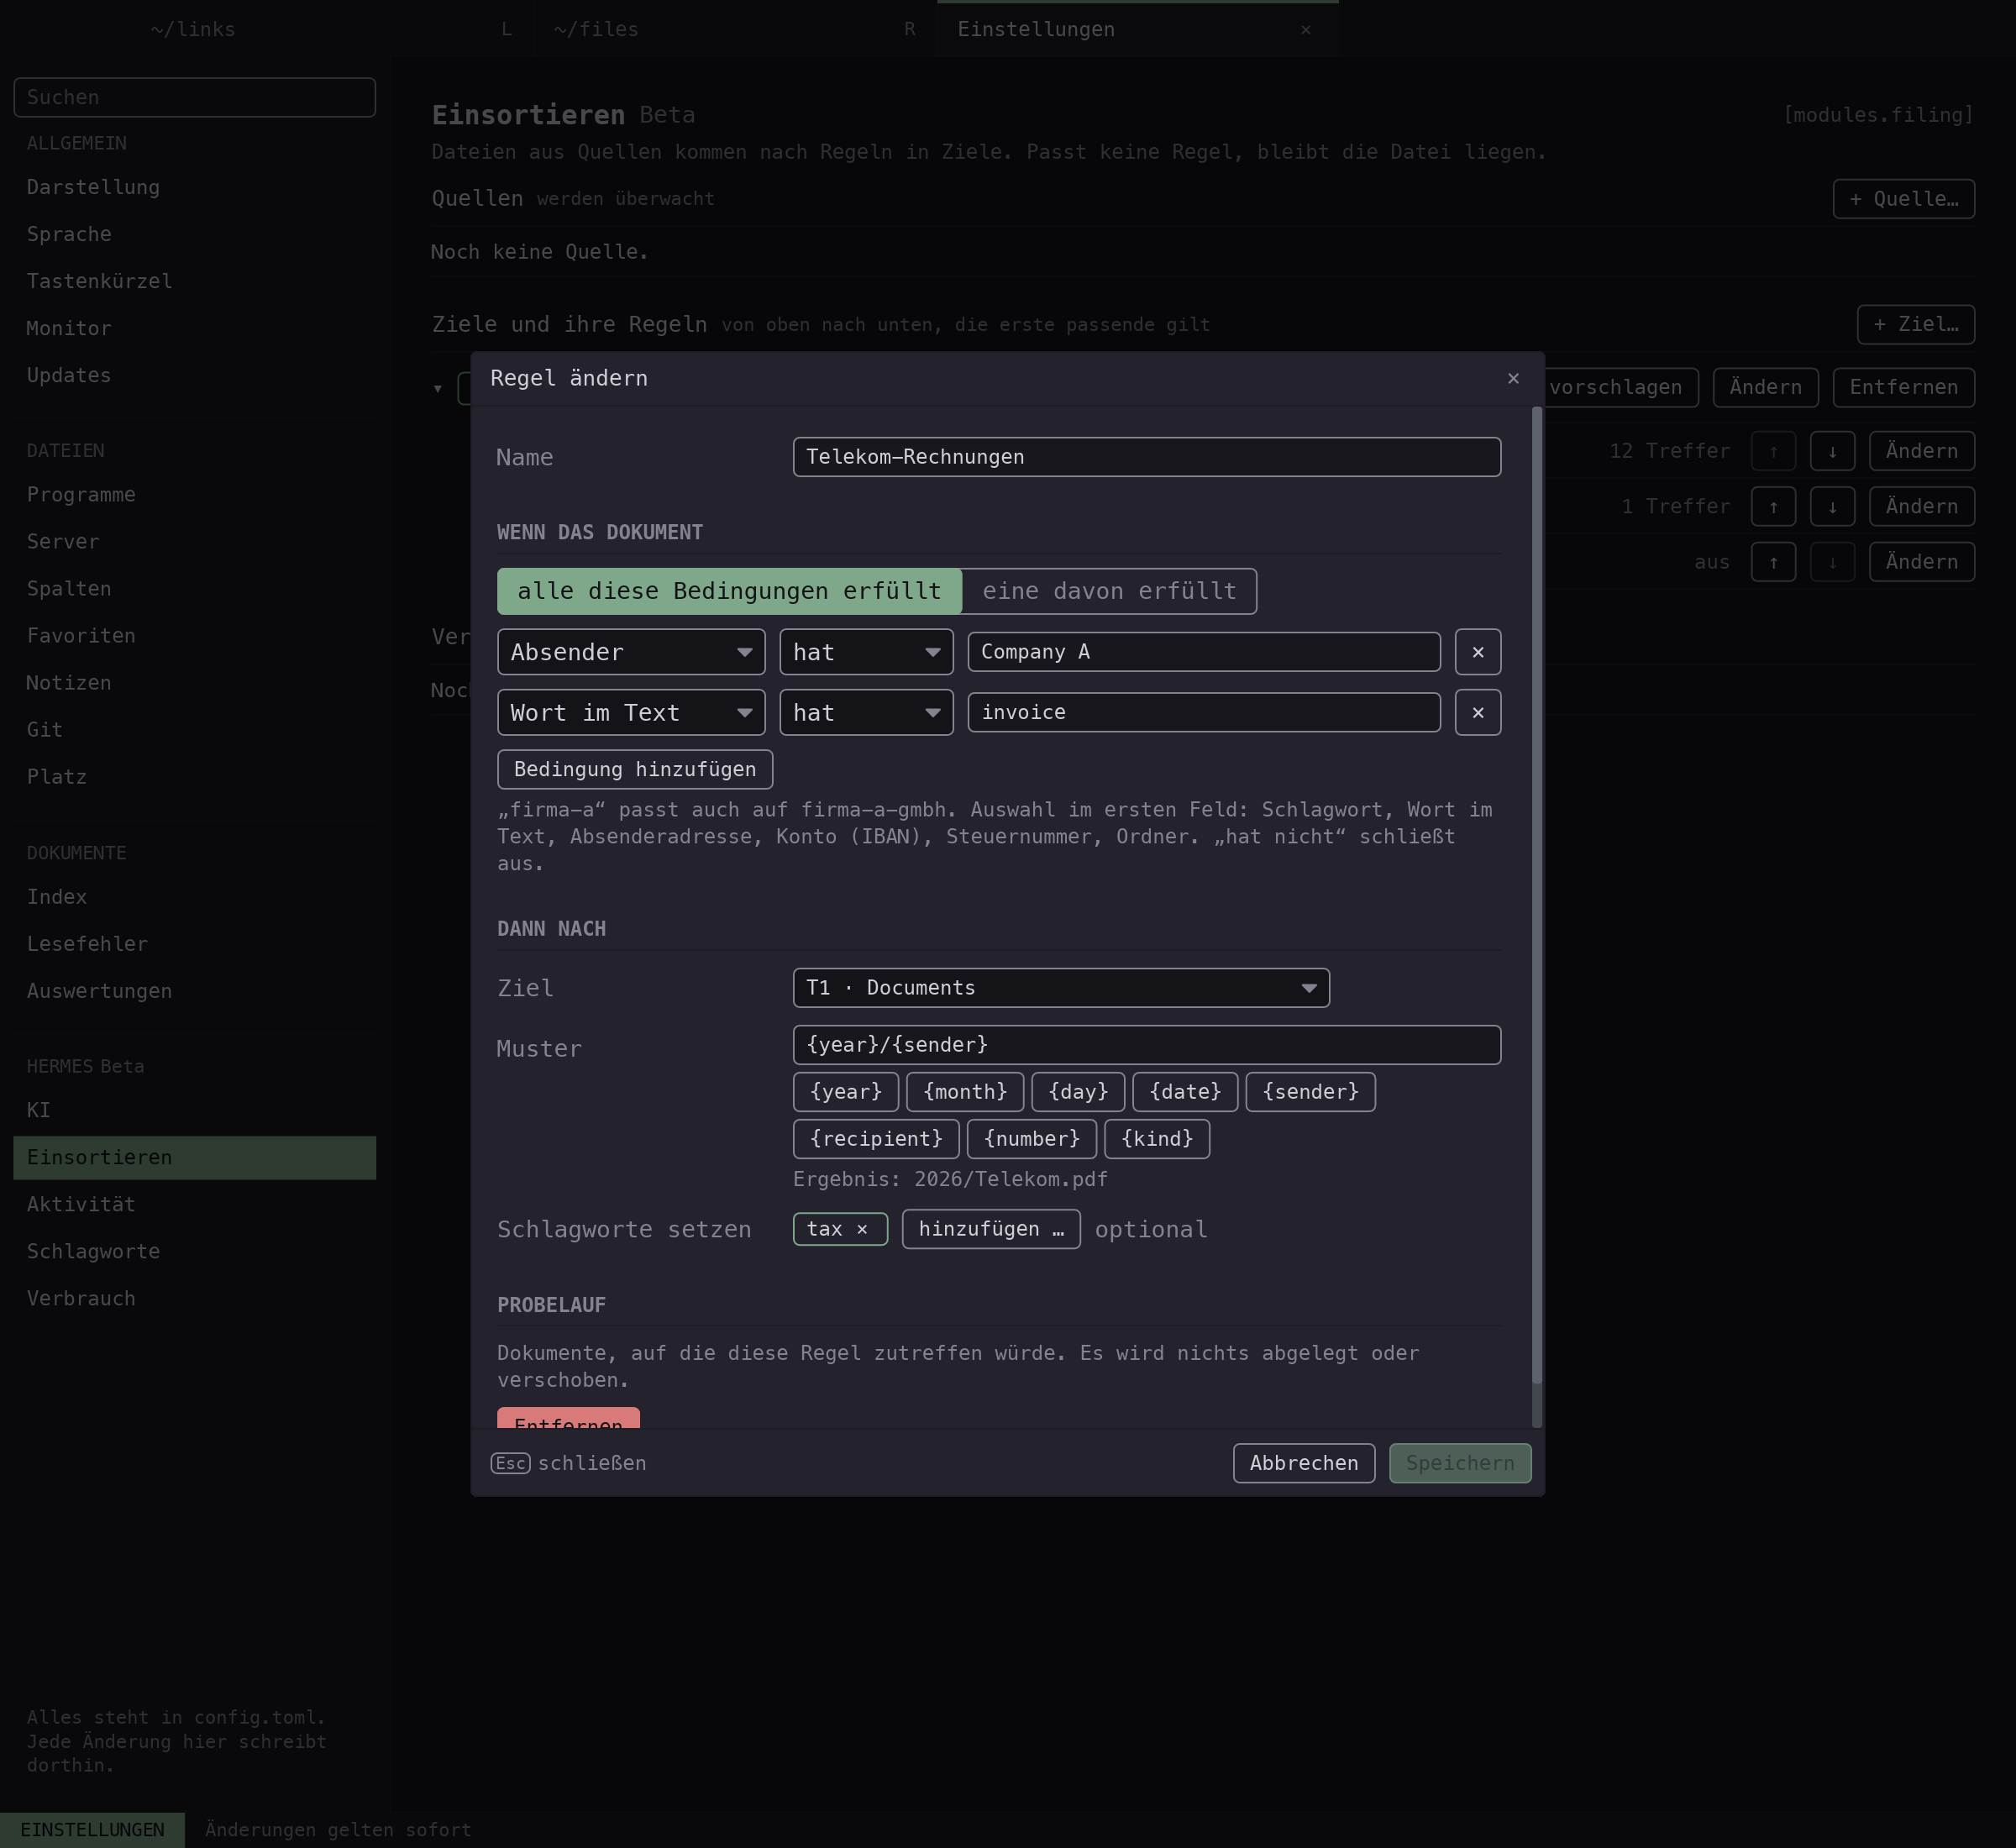 ~/links L ~/files R Einstellungen ×
Suchen
ALLGEMEIN
Darstellung
Sprache
Tastenkürzel
Monitor
Updates
DATEIEN
Programme
Server
Spalten
Favoriten
Notizen
Git
Platz
DOKUMENTE
Index
Lesefehler
Auswertungen
HERMES Beta
KI
Einsortieren
Aktivität
Schlagworte
Verbrauch
Alles steht in config.toml.
Jede Änderung hier schreibt
dorthin.
Einsortieren Beta [modules.filing]
Dateien aus Quellen kommen nach Regeln in Ziele. Passt keine Regel, bleibt die Datei liegen.
Quellen werden überwacht + Quelle…
Noch keine Quelle.
Ziele und ihre Regeln von oben nach unten, die erste passende gilt + Ziel…
▾ vorschlagen Ändern Entfernen
12 Treffer ↑ ↓ Ändern
1 Treffer ↑ ↓ Ändern
aus ↑ ↓ Ändern
Regel ändern ×
Name Telekom-Rechnungen
WENN DAS DOKUMENT
alle diese Bedingungen erfüllt eine davon erfüllt
Absender hat Company A ×
Wort im Text hat invoice ×
Bedingung hinzufügen
„firma-a“ passt auch auf firma-a-gmbh. Auswahl im ersten Feld: Schlagwort, Wort im
Text, Absenderadresse, Konto (IBAN), Steuernummer, Ordner. „hat nicht“ schließt
aus.
DANN NACH
Ziel T1 · Documents
Muster {year}/{sender}
{year} {month} {day} {date} {sender}
{recipient} {number} {kind}
Ergebnis: 2026/Telekom.pdf
Schlagworte setzen tax × hinzufügen … optional
PROBELAUF
Dokumente, auf die diese Regel zutreffen würde. Es wird nichts abgelegt oder
verschoben.
Entfernen
Esc schließen Abbrechen Speichern
EINSTELLUNGEN Änderungen gelten sofort